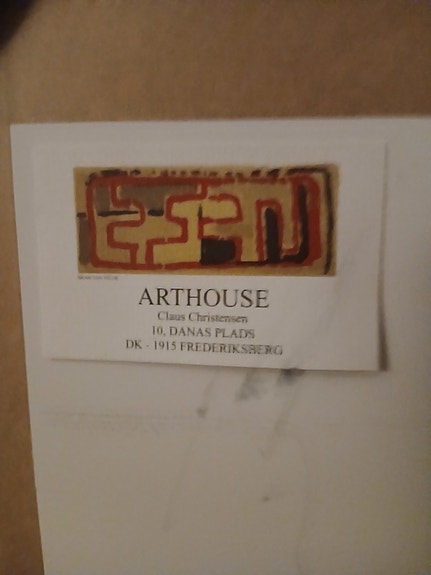 ARTHOUSE
Claus Christensen
10, DANAS PLADS
DK - 1915 FREDERIKSBERG